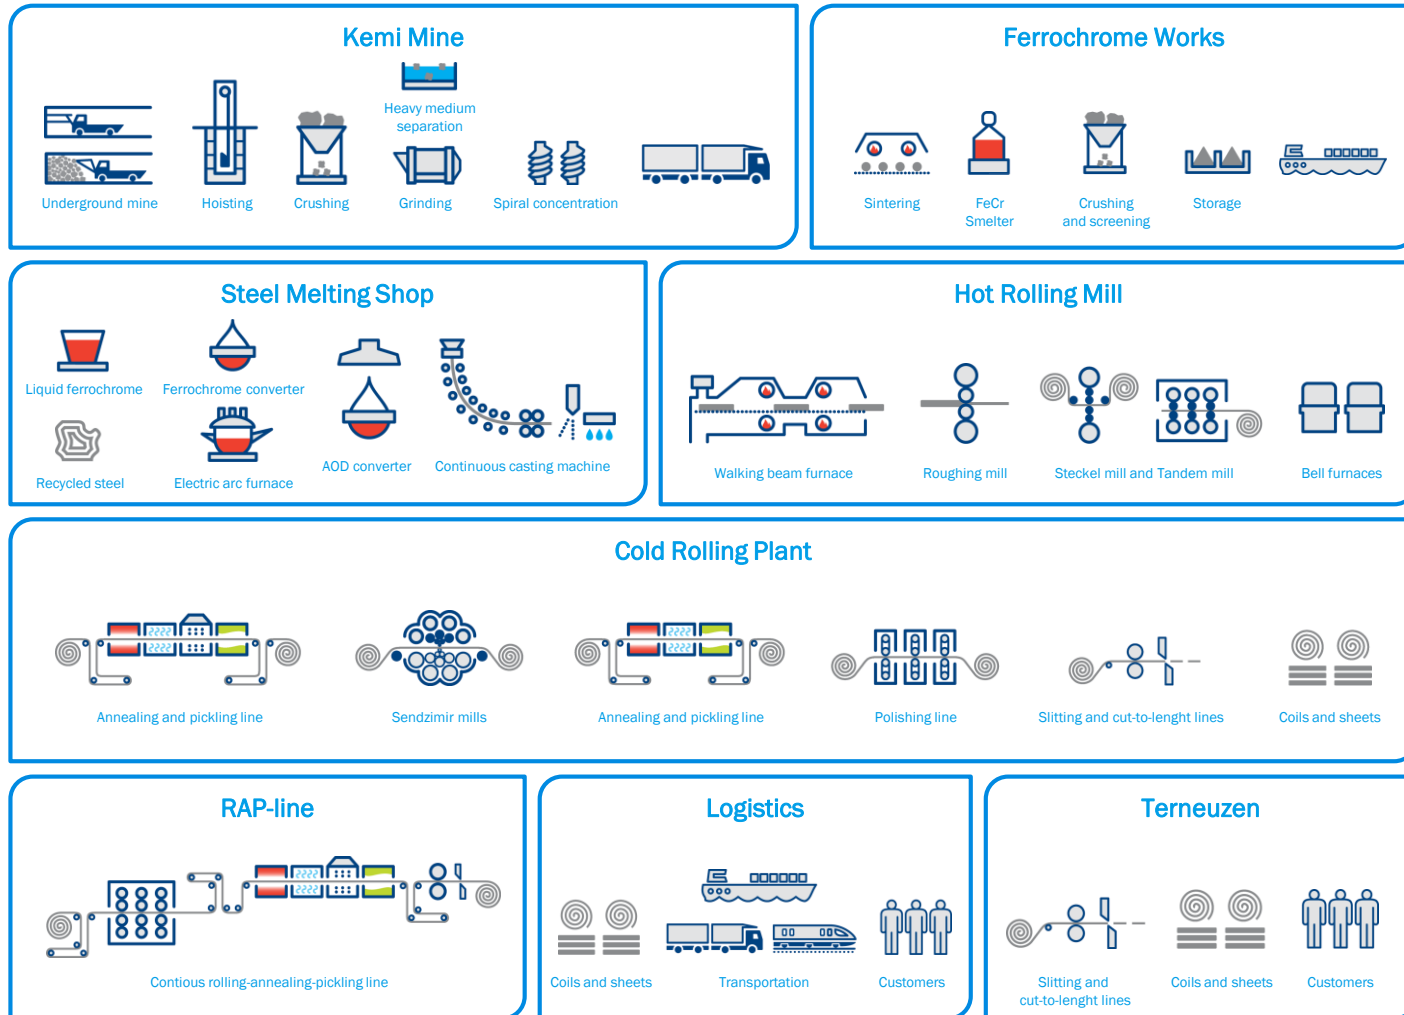 Kemi Mine
Heavy medium
separation
Underground mine
Hoisting
Crushing
Grinding
Spiral concentration
Ferrochrome Works
Sintering
FeCr
Smelter
Crushing
and screening
Storage
Steel Melting Shop
Liquid ferrochrome
Ferrochrome converter
Recycled steel
Electric arc furnace
AOD converter
Continuous casting machine
Hot Rolling Mill
Walking beam furnace
Roughing mill
Steckel mill and Tandem mill
Bell furnaces
Cold Rolling Plant
Annealing and pickling line
Sendzimir mills
Annealing and pickling line
Polishing line
Slitting and cut-to-lenght lines
Coils and sheets
RAP-line
Contious rolling-annealing-pickling line
Logistics
Coils and sheets
Transportation
Customers
Terneuzen
Slitting and
cut-to-lenght lines
Coils and sheets
Customers